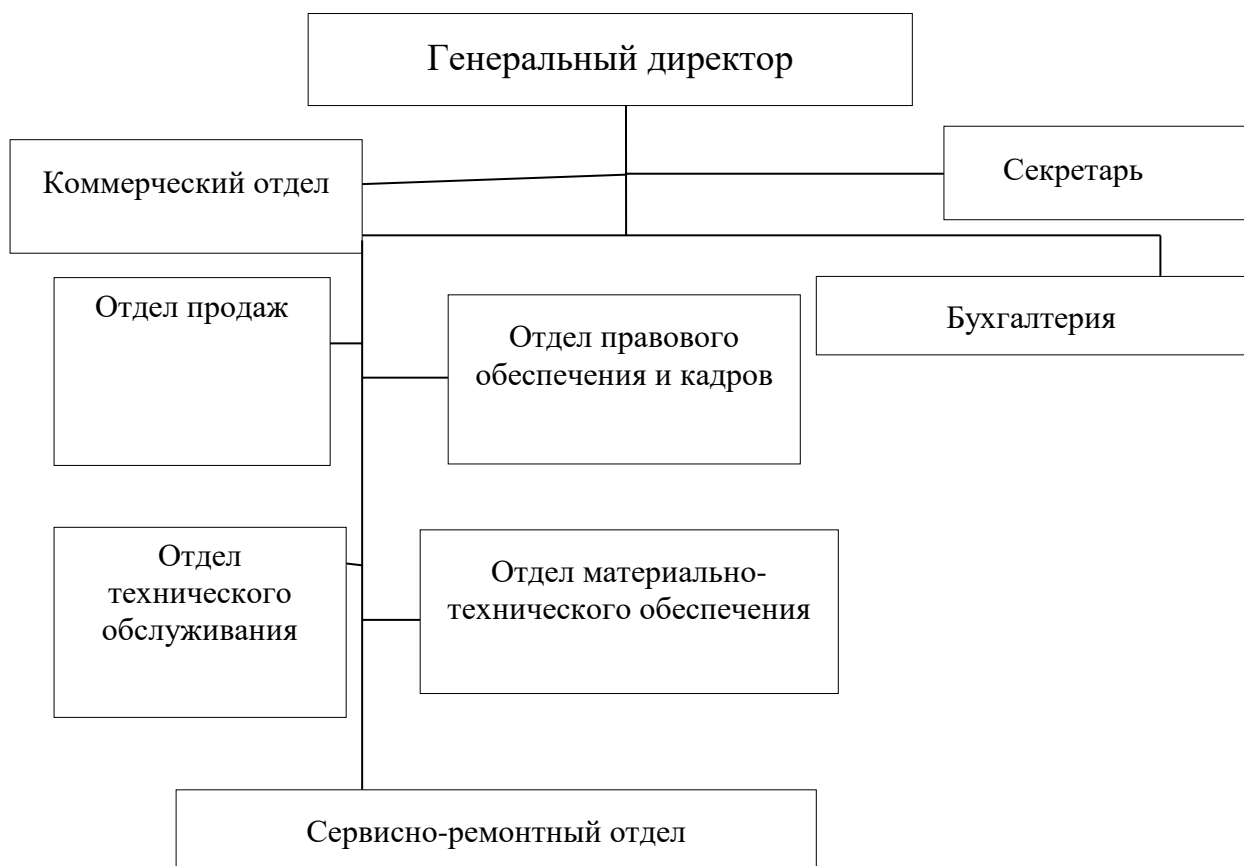 Генеральный директор
Коммерческий отдел
Секретарь
Отдел продаж
Отдел правового
обеспечения и кадров
Бухгалтерия
Отдел
технического
обслуживания
Отдел материально-
технического обеспечения
Сервисно-ремонтный отдел